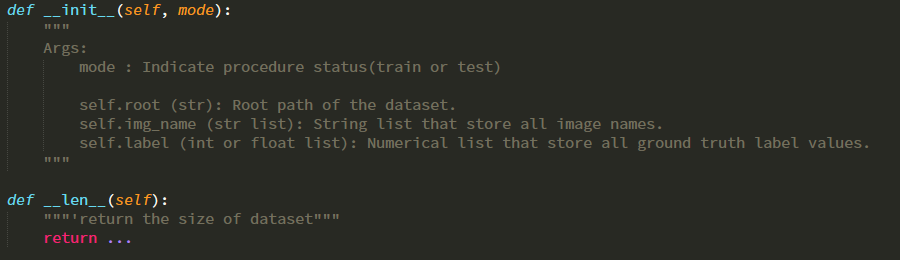 def __init__(self, mode):
"""
Args:
mode : Indicate procedure status(train or test)
self.root (str): Root path of the dataset.
self.img_name (str list): String list that store all image names.
self.label (int or float list): Numerical list that store all ground truth label values.
"""
def __len__(self):
"""'return the size of dataset"""
return ...